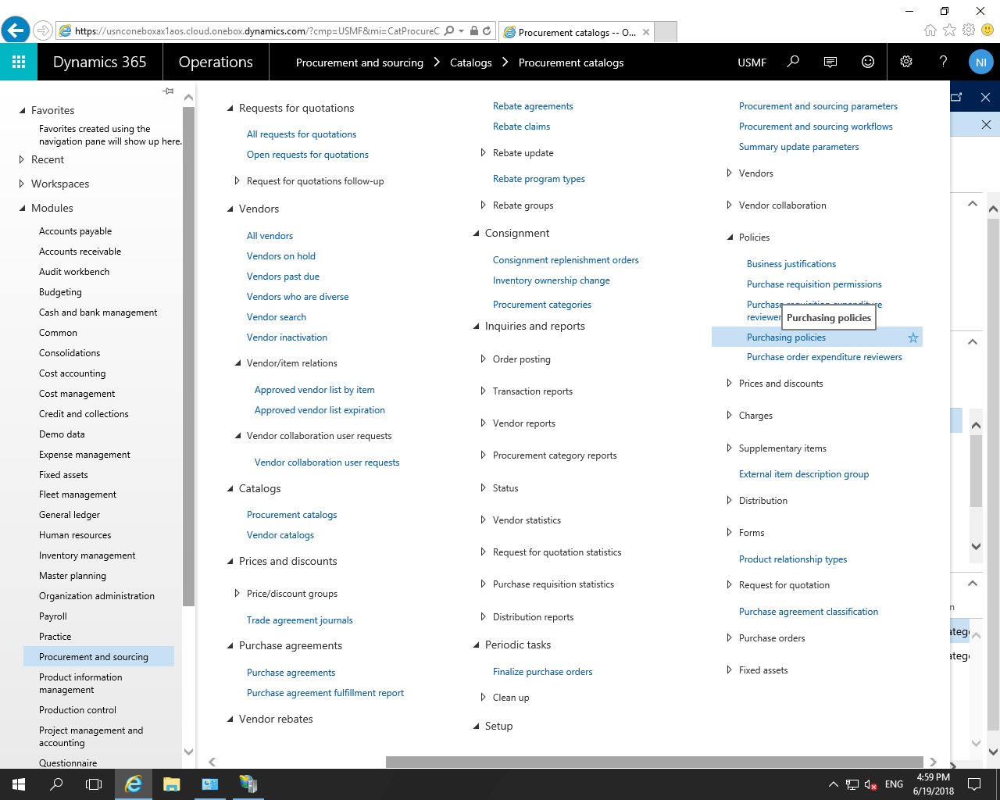 https://usnconeboxax1aos.cloud.onebox.dynamics.com/?cmp=USMF&mi=CatProcureC
Procurement catalogs -- O...
Dynamics 365
Operations
Procurement and sourcing
Catalogs
Procurement catalogs
USMF
?
NI
Favorites
Favorites created using the
navigation pane will show up here.
Recent
Workspaces
Modules
Accounts payable
Accounts receivable
Audit workbench
Budgeting
Cash and bank management
Common
Consolidations
Cost accounting
Cost management
Credit and collections
Demo data
Expense management
Fixed assets
Fleet management
General ledger
Human resources
Inventory management
Master planning
Organization administration
Payroll
Practice
Procurement and sourcing
Product information
management
Production control
Project management and
accounting
Questionnaire
Requests for quotations
All requests for quotations
Open requests for quotations
Request for quotations follow-up
Vendors
All vendors
Vendors on hold
Vendors past due
Vendors who are diverse
Vendor search
Vendor inactivation
Vendor/item relations
Approved vendor list by item
Approved vendor list expiration
Vendor collaboration user requests
Vendor collaboration user requests
Catalogs
Procurement catalogs
Vendor catalogs
Prices and discounts
Price/discount groups
Trade agreement journals
Purchase agreements
Purchase agreements
Purchase agreement fulfillment report
Vendor rebates
Rebate agreements
Rebate claims
Rebate update
Rebate program types
Rebate groups
Consignment
Consignment replenishment orders
Inventory ownership change
Procurement categories
Inquiries and reports
Order posting
Transaction reports
Vendor reports
Procurement category reports
Status
Vendor statistics
Request for quotation statistics
Purchase requisition statistics
Distribution reports
Periodic tasks
Finalize purchase orders
Clean up
Setup
Procurement and sourcing parameters
Procurement and sourcing workflows
Summary update parameters
Vendors
Vendor collaboration
Policies
Business justifications
Purchase requisition permissions
Purchase requisition expenditure
reviewer
Purchasing policies
Purchasing policies
Purchase order expenditure reviewers
Prices and discounts
Charges
Supplementary items
External item description group
Distribution
Forms
Product relationship types
Request for quotation
Purchase agreement classification
Purchase orders
Fixed assets
ENG
4:59 PM
6/19/2018